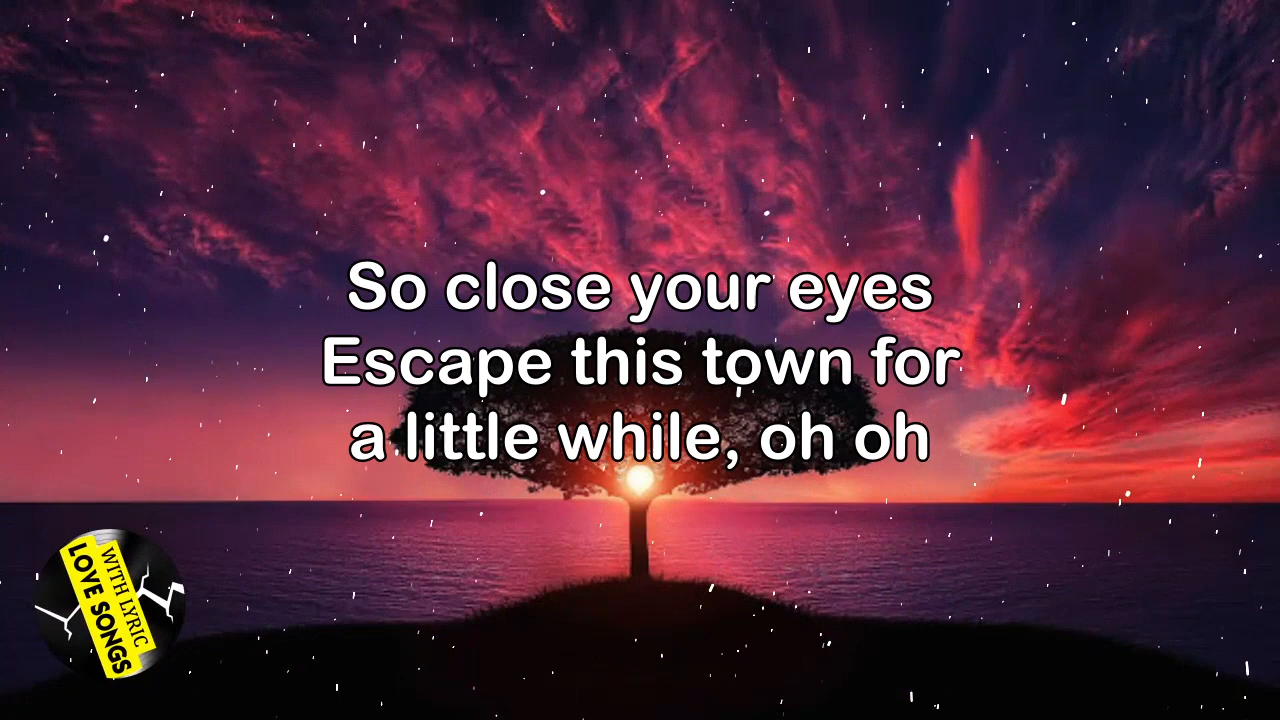 So close your eyes
Escape this town for
a little while, oh oh
WITH LYRIC
LOVE SONGS